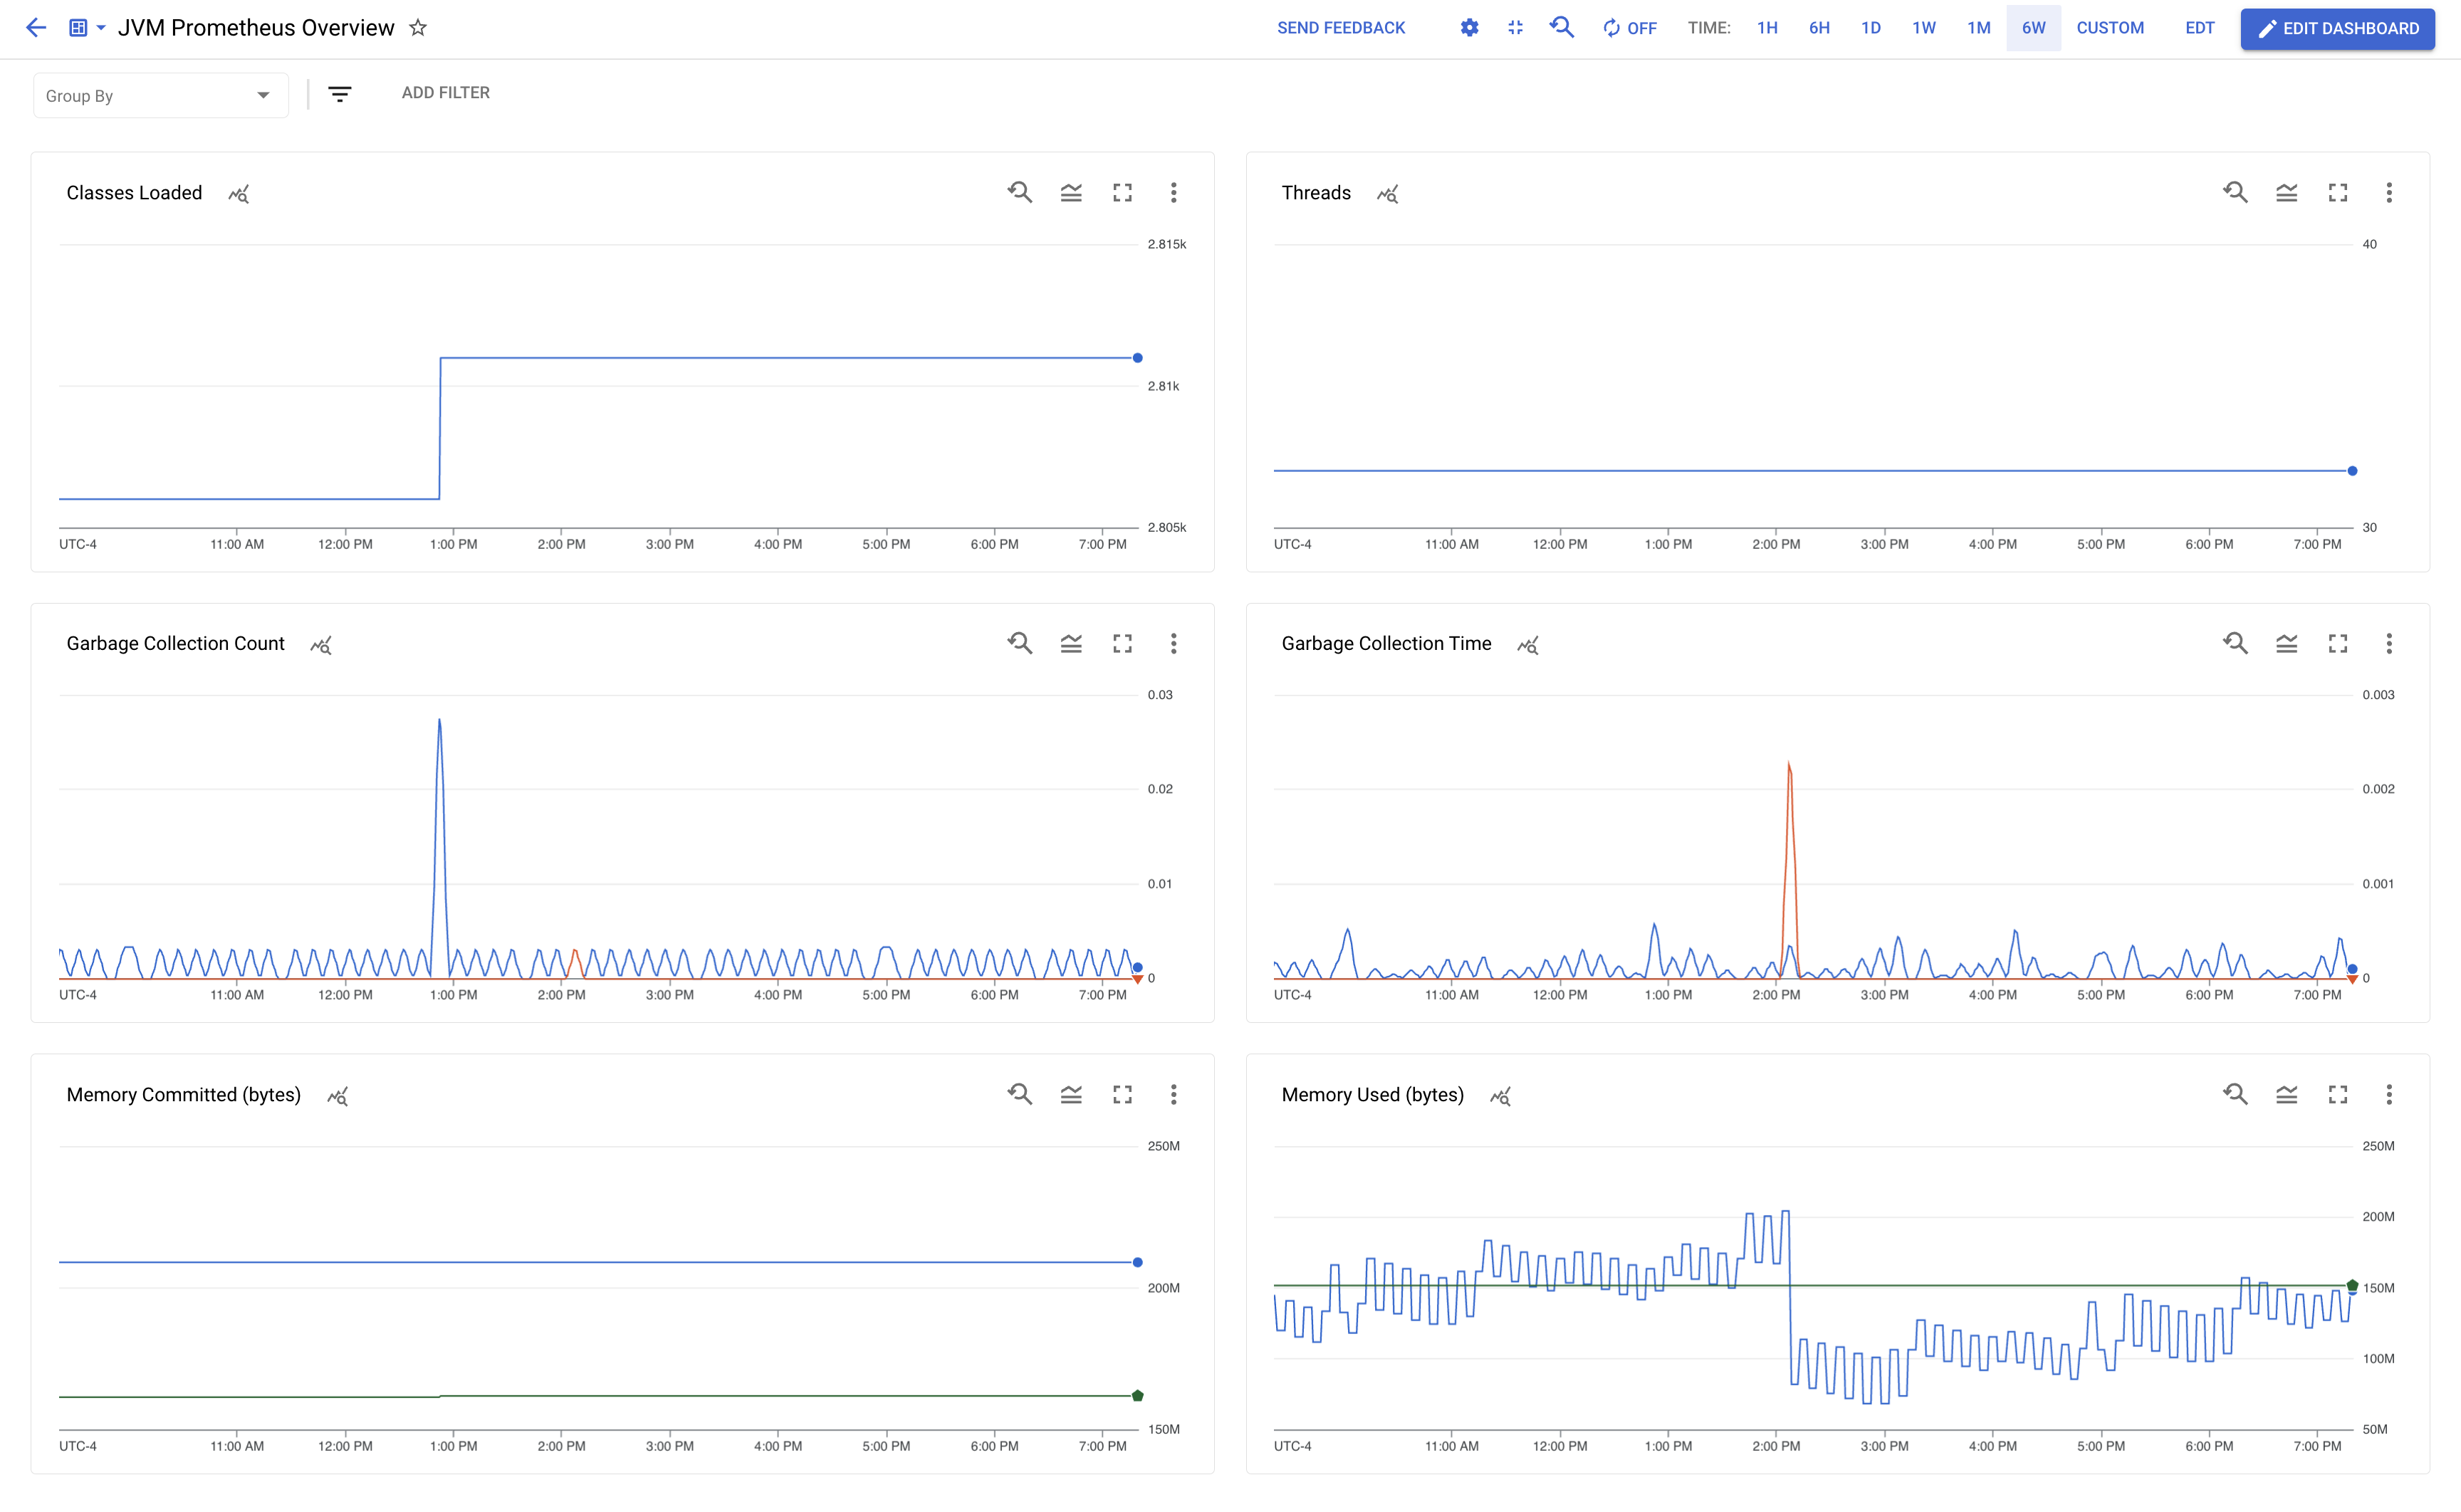 JVM Prometheus Overview
SEND FEEDBACK OFF TIME: 1H 6H 1D 1W 1M 6W CUSTOM EDT EDIT DASHBOARD
Group By
ADD FILTER
Classes Loaded
2.815k
2.81k
2.805k
UTC-4 11:00 AM 12:00 PM 1:00 PM 2:00 PM 3:00 PM 4:00 PM 5:00 PM 6:00 PM 7:00 PM
Threads
40
30
UTC-4 11:00 AM 12:00 PM 1:00 PM 2:00 PM 3:00 PM 4:00 PM 5:00 PM 6:00 PM 7:00 PM
Garbage Collection Count
0.03
0.02
0.01
0
UTC-4 11:00 AM 12:00 PM 1:00 PM 2:00 PM 3:00 PM 4:00 PM 5:00 PM 6:00 PM 7:00 PM
Garbage Collection Time
0.003
0.002
0.001
0
UTC-4 11:00 AM 12:00 PM 1:00 PM 2:00 PM 3:00 PM 4:00 PM 5:00 PM 6:00 PM 7:00 PM
Memory Committed (bytes)
250M
200M
150M
UTC-4 11:00 AM 12:00 PM 1:00 PM 2:00 PM 3:00 PM 4:00 PM 5:00 PM 6:00 PM 7:00 PM
Memory Used (bytes)
250M
200M
150M
100M
50M
UTC-4 11:00 AM 12:00 PM 1:00 PM 2:00 PM 3:00 PM 4:00 PM 5:00 PM 6:00 PM 7:00 PM